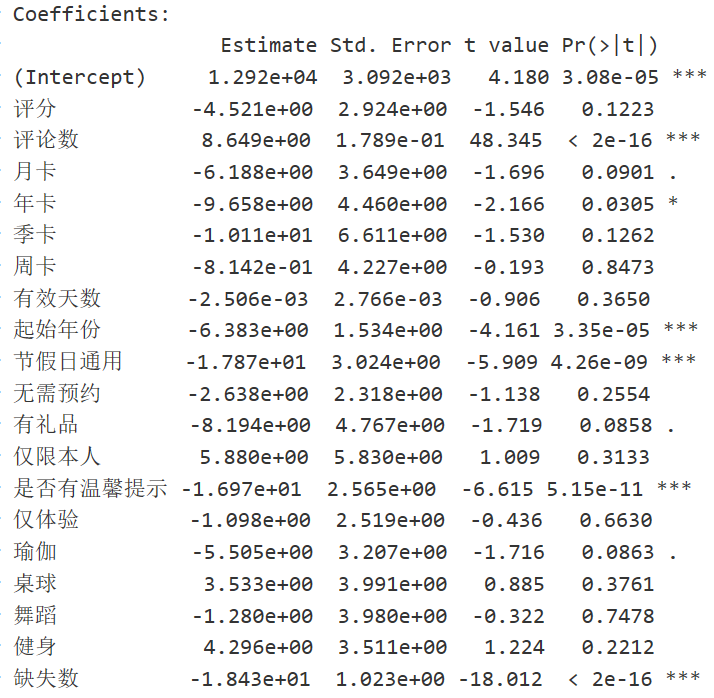 Coefficients:
Estimate Std. Error t value Pr(>|t|)
(Intercept) 1.292e+04 3.092e+03 4.180 3.08e-05 ***
评分 -4.521e+00 2.924e+00 -1.546 0.1223
评论数 8.649e+00 1.789e-01 48.345 < 2e-16 ***
月卡 -6.188e+00 3.649e+00 -1.696 0.0901 .
年卡 -9.658e+00 4.460e+00 -2.166 0.0305 *
季卡 -1.011e+01 6.611e+00 -1.530 0.1262
周卡 -8.142e-01 4.227e+00 -0.193 0.8473
有效天数 -2.506e-03 2.766e-03 -0.906 0.3650
起始年份 -6.383e+00 1.534e+00 -4.161 3.35e-05 ***
节假日通用 -1.787e+01 3.024e+00 -5.909 4.26e-09 ***
无需预约 -2.638e+00 2.318e+00 -1.138 0.2554
有礼品 -8.194e+00 4.767e+00 -1.719 0.0858 .
仅限本人 5.880e+00 5.830e+00 1.009 0.3133
是否有温馨提示 -1.697e+01 2.565e+00 -6.615 5.15e-11 ***
仅体验 -1.098e+00 2.519e+00 -0.436 0.6630
瑜伽 -5.505e+00 3.207e+00 -1.716 0.0863 .
桌球 3.533e+00 3.991e+00 0.885 0.3761
舞蹈 -1.280e+00 3.980e+00 -0.322 0.7478
健身 4.296e+00 3.511e+00 1.224 0.2212
缺失数 -1.843e+01 1.023e+00 -18.012 < 2e-16 ***